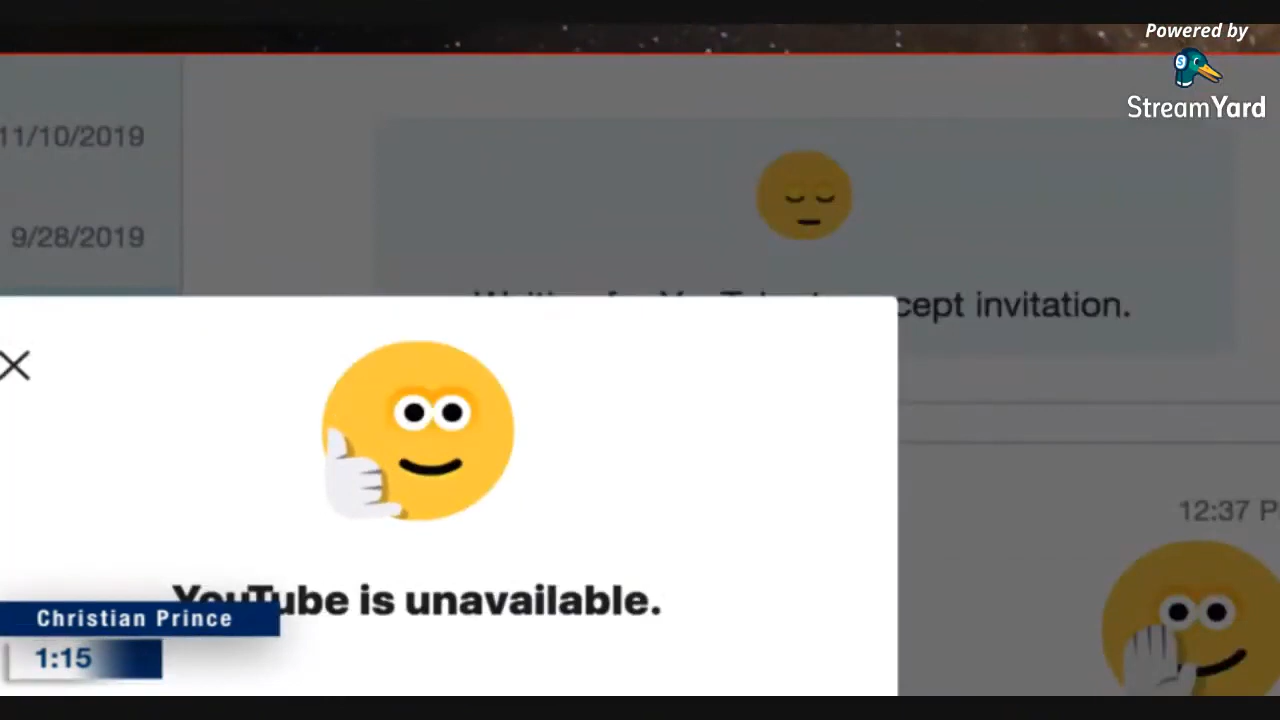 Powered by
StreamYard
11/10/2019
9/28/2019
cept invitation.
12:37 P
YouTube is unavailable.
Christian Prince
1:15